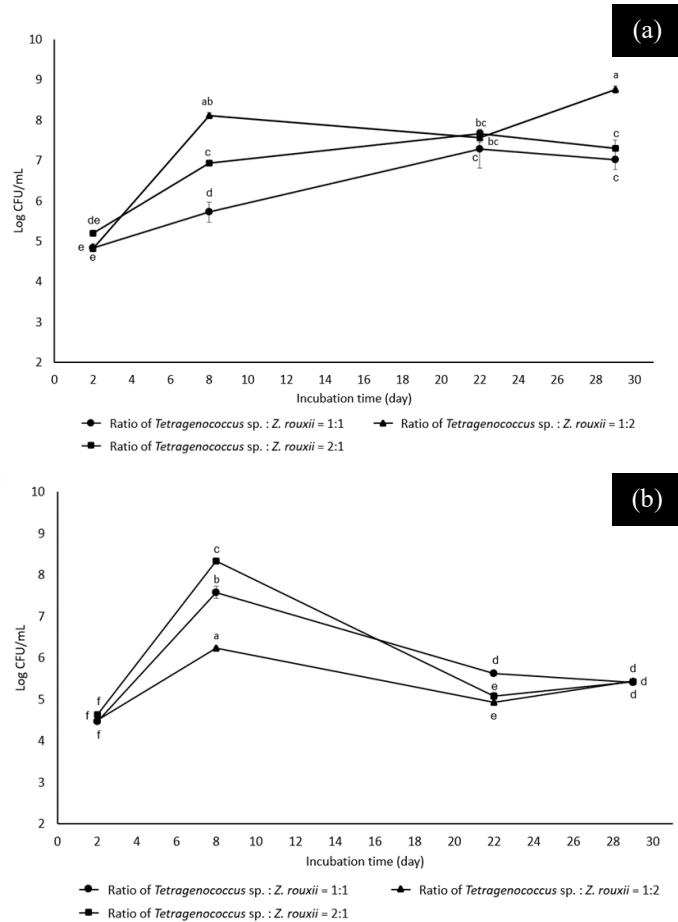 (a)
10
9
8
7
6
5
4
3
2
Log CFU/mL
a
ab
bc
bc
c
c
c
c
d
de
e
e
0 2 4 6 8 10 12 14 16 18 20 22 24 26 28 30
Incubation time (day)
Ratio of Tetragenococcus sp. : Z. rouxii = 1:1 Ratio of Tetragenococcus sp. : Z. rouxii = 1:2
Ratio of Tetragenococcus sp. : Z. rouxii = 2:1
(b)
10
9
8
7
6
5
4
3
2
Log CFU/mL
c
b
a
d
e
e
d
d
d
f
f
f
0 2 4 6 8 10 12 14 16 18 20 22 24 26 28 30
Incubation time (day)
Ratio of Tetragenococcus sp. : Z. rouxii = 1:1 Ratio of Tetragenococcus sp. : Z. rouxii = 1:2
Ratio of Tetragenococcus sp. : Z. rouxii = 2:1